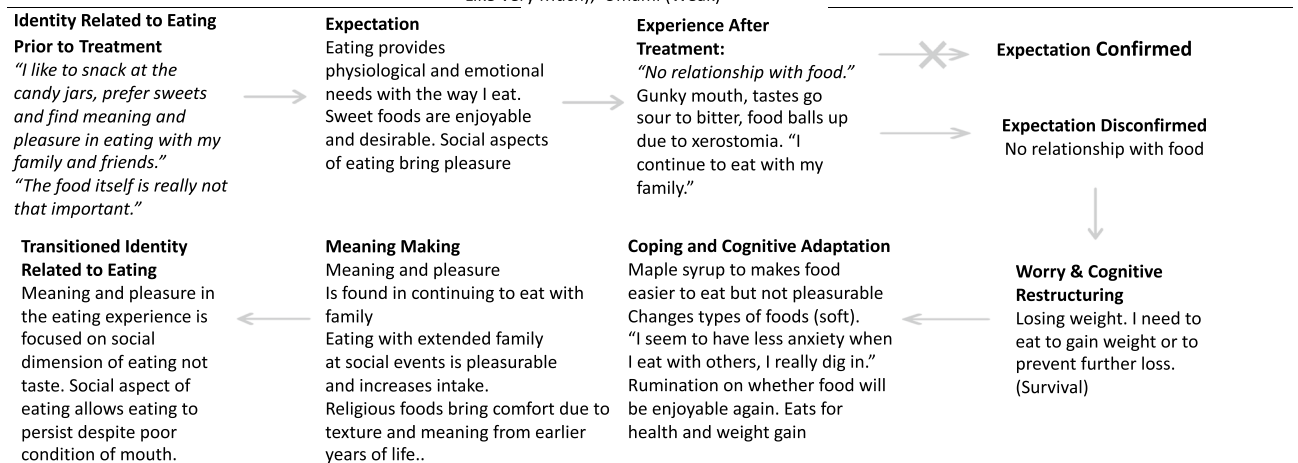 Identity Related to Eating
Prior to Treatment
“I like to snack at the
candy jars, prefer sweets
and find meaning and
pleasure in eating with my
family and friends.”
“The food itself is really not
that important.”
Expectation
Eating provides
physiological and emotional
needs with the way I eat.
Sweet foods are enjoyable
and desirable. Social aspects
of eating bring pleasure
Experience After
Treatment:
“No relationship with food.”
Gunky mouth, tastes go
sour to bitter, food balls up
due to xerostomia. “I
continue to eat with my
family.”
Expectation Confirmed
Expectation Disconfirmed
No relationship with food
Worry & Cognitive
Restructuring
Losing weight. I need to
eat to gain weight or to
prevent further loss.
(Survival)
Coping and Cognitive Adaptation
Maple syrup to makes food
easier to eat but not pleasurable
Changes types of foods (soft).
“I seem to have less anxiety when
I eat with others, I really dig in.”
Rumination on whether food will
be enjoyable again. Eats for
health and weight gain
Meaning Making
Meaning and pleasure
Is found in continuing to eat with
family
Eating with extended family
at social events is pleasurable
and increases intake.
Religious foods bring comfort due to
texture and meaning from earlier
years of life..
Transitioned Identity
Related to Eating
Meaning and pleasure in
the eating experience is
focused on social
dimension of eating not
taste. Social aspect of
eating allows eating to
persist despite poor
condition of mouth.